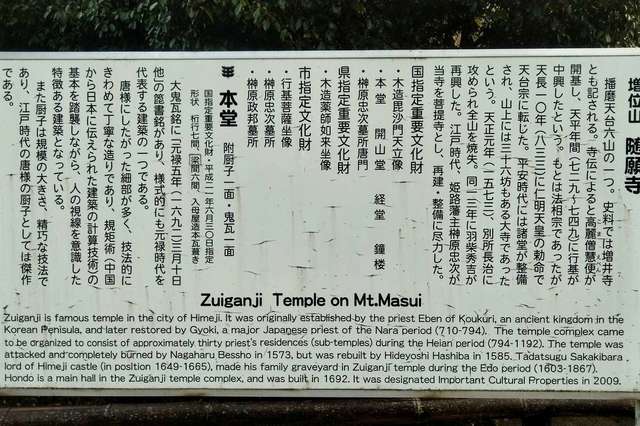 増位山 随願寺
播磨天台六山の一つ。史料では増井寺
とも記される。寺伝によると高麗僧慧便が
開基し、天平年間(七二九～七四九)に行基が
中興したという。もとは法相宗であったが
天長一〇年(八三三)に仁明天皇の勅命で
天台宗に転じた。平安時代には諸堂が整備
され、山上には三十六坊もある大寺であった
という。天正元年(一五七三)、別所長治に
攻められ全山を焼失、同一三年に羽柴秀吉が
再興した。江戸時代、姫路藩主榊原忠次が
当寺を菩提寺とし、再建・整備に尽力した。
国指定重要文化財
・木造毘沙門天立像
・本堂 開山堂 経堂 鐘楼
・榊原忠次墓所唐門
県指定重要文化財
・木造薬師如来坐像
市指定文化財
・行基菩薩坐像
・榊原忠次墓所
・榊原政邦墓所
本堂 附厨子一面・鬼瓦一面
国指定重要文化財・平成二一年六月三〇日指定
形状 桁行七間、梁間六間、入母屋造本瓦葺き
大鬼瓦銘に「元禄五年(一六九二)三月十日
他」の箆書銘があり、様式的にも元禄時代を
代表する建築の一つである。
唐様にしたがった細部が多く、技法的に
きわめて丁寧な造りであり、規矩術(中国
から日本に伝えられた建築の計算技術)の
基本を踏襲しながら、人の視線を意識した
特徴ある建築となっている。
また厨子は規模の大きさ、精巧な技法で
あり、江戸時代の唐様の厨子としては傑作
である。
Zuiganji Temple on Mt.Masui
Zuiganji is famous temple in the city of Himeji. It was originally established by the priest Eben of Koukuri, an ancient kingdom in the
Korean Penisula, and later restored by Gyoki, a major Japanese priest of the Nara period (710-794). The temple complex came
to be organized to consist of approximately thirty priest's residences (sub-temples) during the Heian period (794-1192). The temple was
attacked and completely burned by Nagaharu Bessho in 1573, but was rebuilt by Hideyoshi Hashiba in 1585. Tadatsugu Sakakibara
lord of Himeji castle (in position 1649-1665), made his family graveyard in Zuiganji temple during the Edo period (1603-1867).
Hondo is a main hall in the Zuiganji temple complex, and was built in 1692. It was designated Important Cultural Properties in 2009.